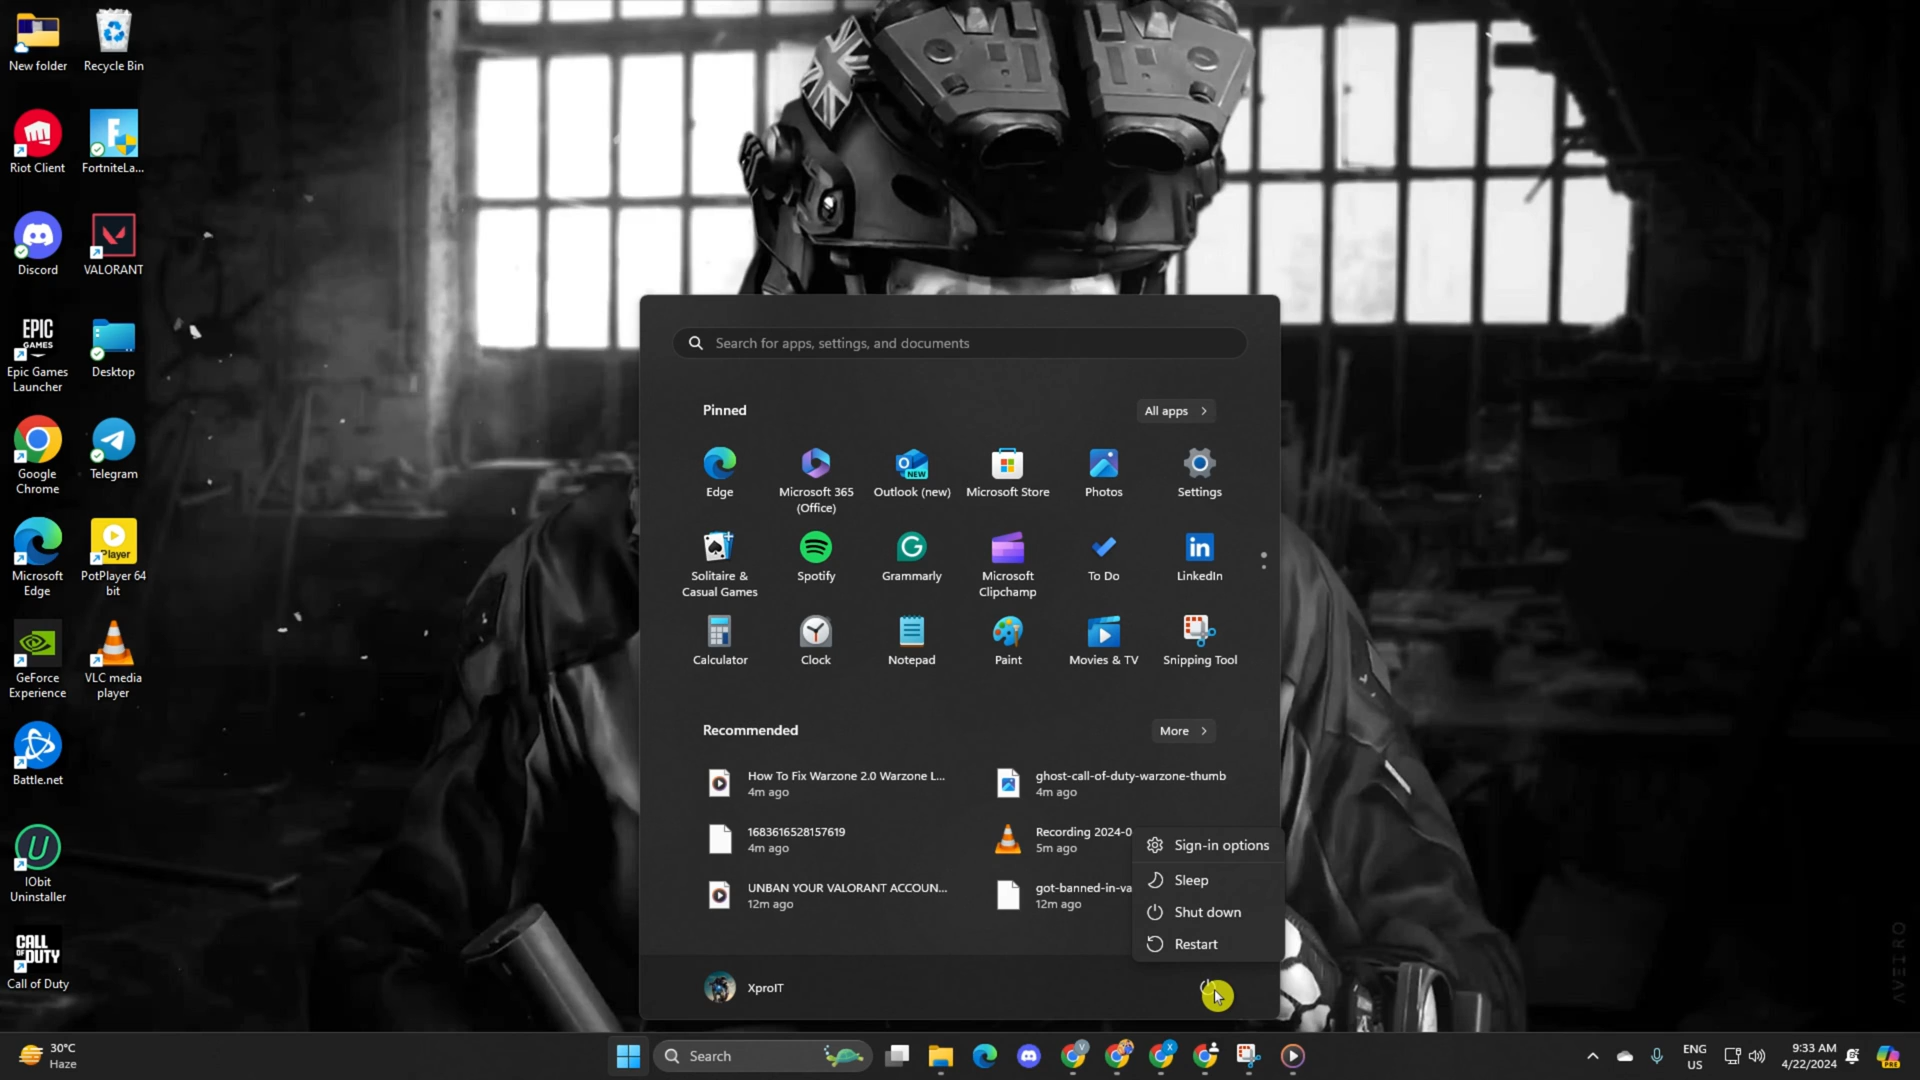 New folder
Recycle Bin
Riot Client
FortniteLa...
Discord
VALORANT
EPIC
GAMES
Epic Games
Launcher
Desktop
Google
Chrome
Telegram
Microsoft
Edge
Player
PotPlayer 64
bit
GeForce
Experience
VLC media
player
Battle.net
IObit
Uninstaller
CALL
OF DUTY
Call of Duty
Search for apps, settings, and documents
Pinned
All apps
Edge
Microsoft 365
(Office)
NEW
Outlook (new)
Microsoft Store
Photos
Settings
Solitaire &
Casual Games
Spotify
Grammarly
Microsoft
Clipchamp
To Do
in
LinkedIn
Calculator
Clock
Notepad
Paint
Movies & TV
Snipping Tool
Recommended
More
How To Fix Warzone 2.0 Warzone L...
4m ago
ghost-call-of-duty-warzone-thumb
4m ago
1683616528157619
4m ago
Recording 2024-0
5m ago
UNBAN YOUR VALORANT ACCOUN...
12m ago
got-banned-in-va
12m ago
Sign-in options
Sleep
Shut down
Restart
XproIT
AVEIRO
30°C
Haze
Search
ENG
US
9:33 AM
4/22/2024
PRE